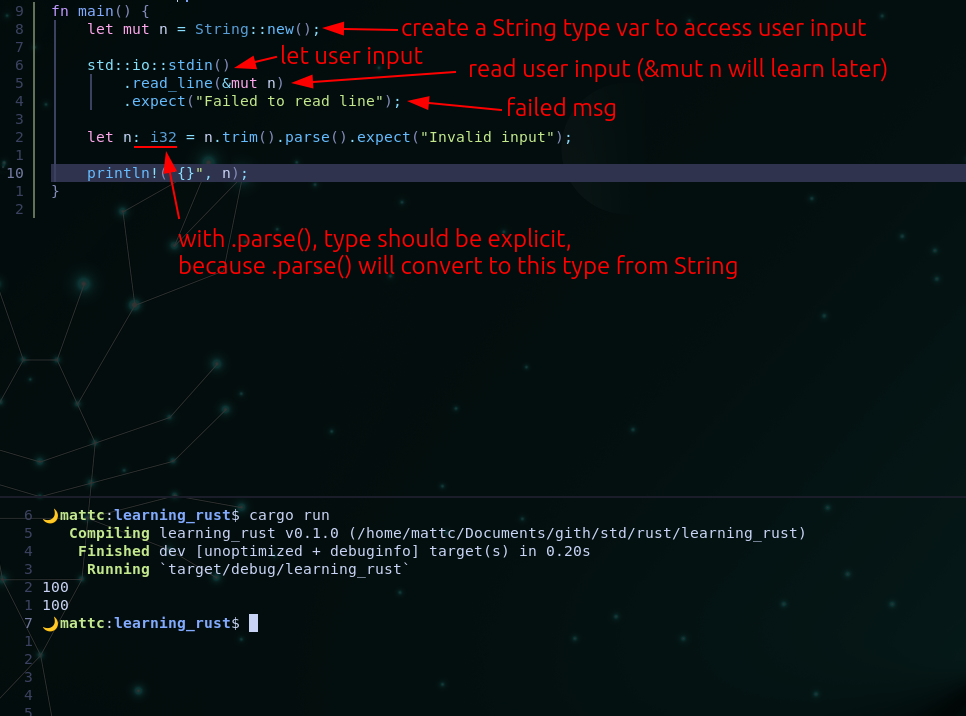 9 fn main() {
8 let mut n = String::new(); create a String type var to access user input
7
6 std::io::stdin() let user input
5 .read_line(&mut n) read user input (&mut n will learn later)
4 .expect("Failed to read line"); failed msg
3
2 let n: i32 = n.trim().parse().expect("Invalid input");
1
10 println!( {}", n);
1 }
2
with .parse(), type should be explicit,
because .parse() will convert to this type from String
6 🌙mattc:learning_rust$ cargo run
5 Compiling learning_rust v0.1.0 (/home/mattc/Documents/gith/std/rust/learning_rust)
4 Finished dev [unoptimized + debuginfo] target(s) in 0.20s
3 Running `target/debug/learning_rust`
2 100
1 100
7 🌙mattc:learning_rust$
1
2
3
4
5